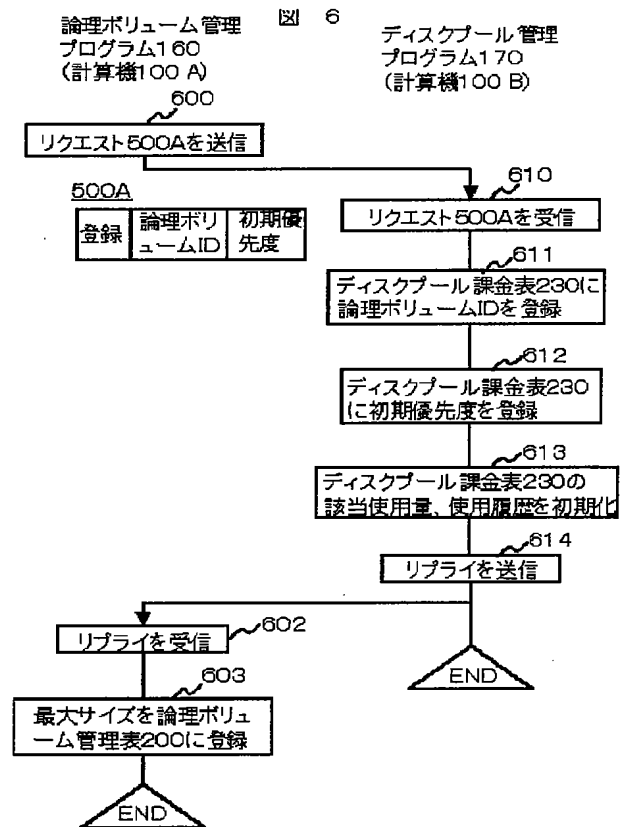 図 6
論理ボリューム管理
プログラム160
(計算機100 A)
ディスクプール管理
プログラム170
(計算機100 B)
600
リクエスト500Aを送信
500A
登録
論理ボリ
ュームID
初期優
先度
610
リクエスト500Aを受信
611
ディスクプール課金表230に
論理ボリュームIDを登録
612
ディスクプール課金表230
に初期優先度を登録
613
ディスクプール課金表230の
該当使用量、使用履歴を初期化
614
リプライを送信
END
リプライを受信
602
603
最大サイズを論理ボリュ
ーム管理表200に登録
END